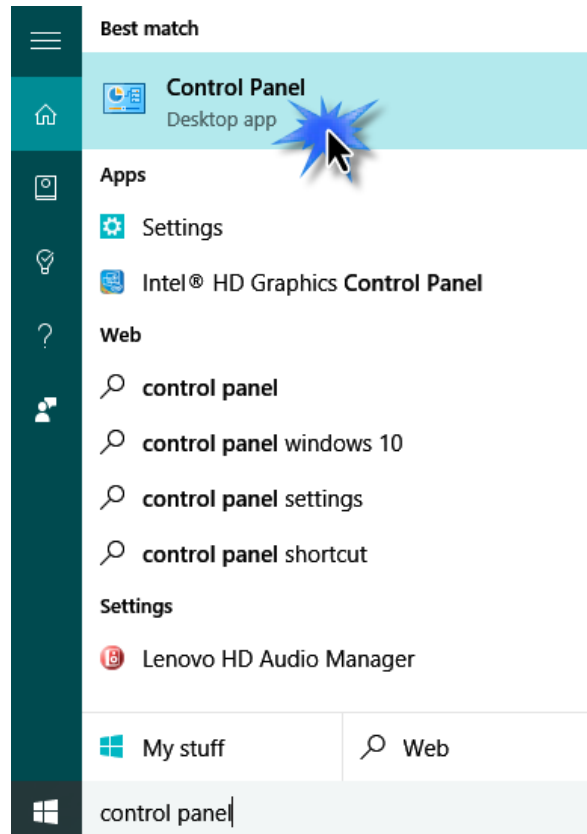 Best match
Control Panel
Desktop app
Apps
Settings
Intel® HD Graphics Control Panel
Web
control panel
control panel windows 10
control panel settings
control panel shortcut
Settings
Lenovo HD Audio Manager
My stuff
Web
control panel